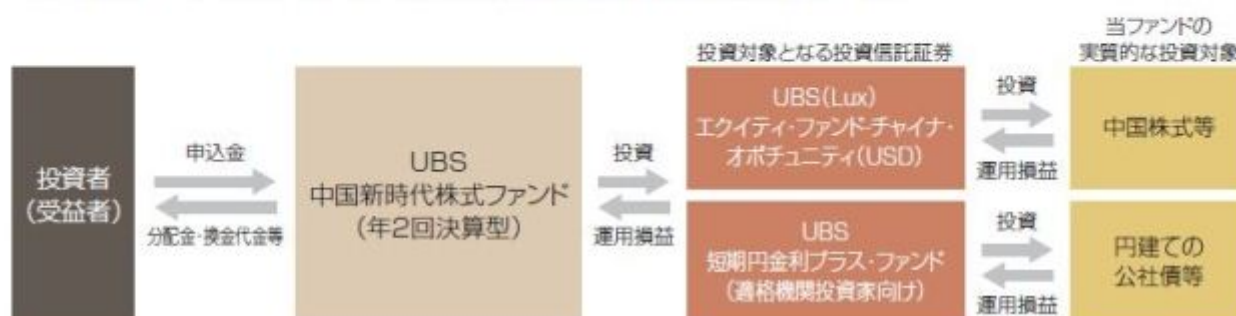 投資者
(受益者)
申込金
分配金・換金代金等
UBS
中国新時代株式ファンド
(年2回決算型)
投資
運用損益
投資対象となる投資信託証券
UBS(Lux)
エクイティ・ファンド-チャイナ・
オポチュニティ(USD)
UBS
短期円金利プラス・ファンド
(適格機関投資家向け)
投資
運用損益
投資
運用損益
当ファンドの
実質的な投資対象
中国株式等
円建ての
公社債等